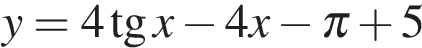 y = 4 tg x − 4x − π + 5